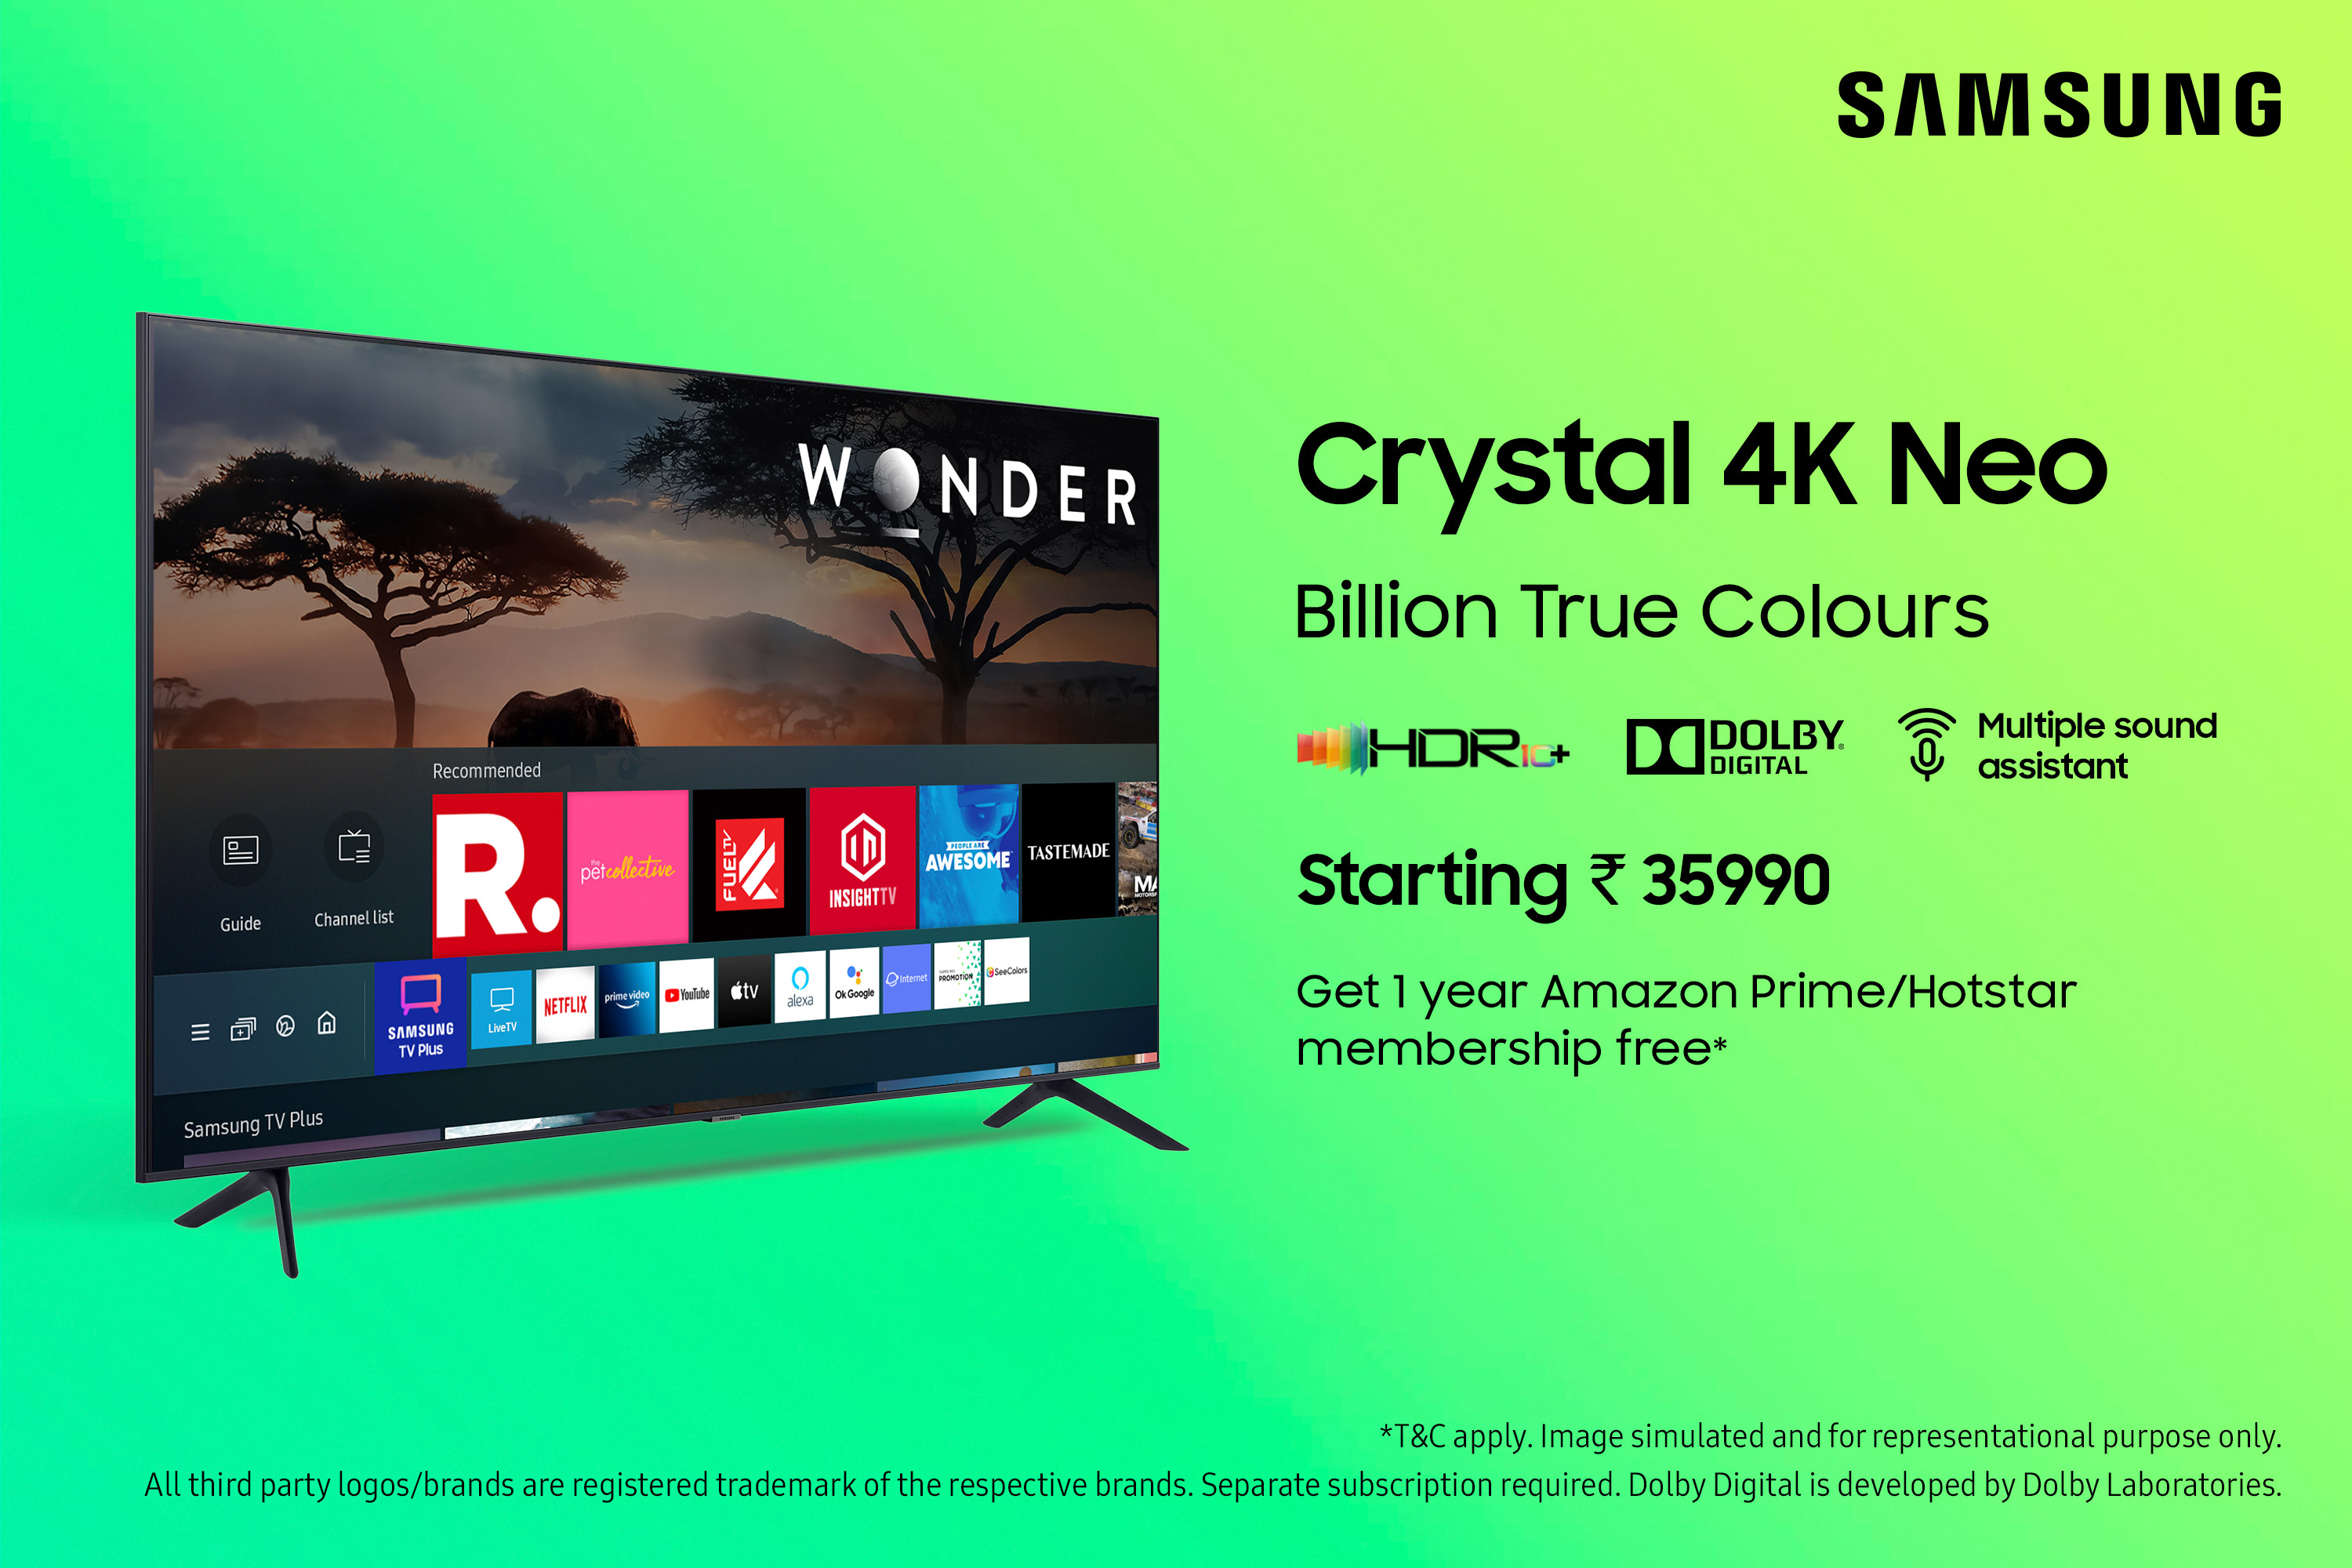 SAMSUNG
WONDER
Crystal 4K Neo
Billion True Colours
HDR10+
DOLBY
DIGITAL
Multiple sound
assistant
Starting ₹ 35990
Get 1 year Amazon Prime/Hotstar
membership free*
Recommended
Guide
Channel list
R.
the
petcollective
FUELTV
INSIGHTTV
PEOPLE ARE
AWESOME
TASTEMADE
SAMSUNG
TV Plus
LiveTV
NETFLIX
prime video
YouTube
tv
alexa
Ok Google
Internet
SAMSUNG
PROMOTION
SeeColors
Samsung TV Plus
*T&C apply. Image simulated and for representational purpose only.
All third party logos/brands are registered trademark of the respective brands. Separate subscription required. Dolby Digital is developed by Dolby Laboratories.